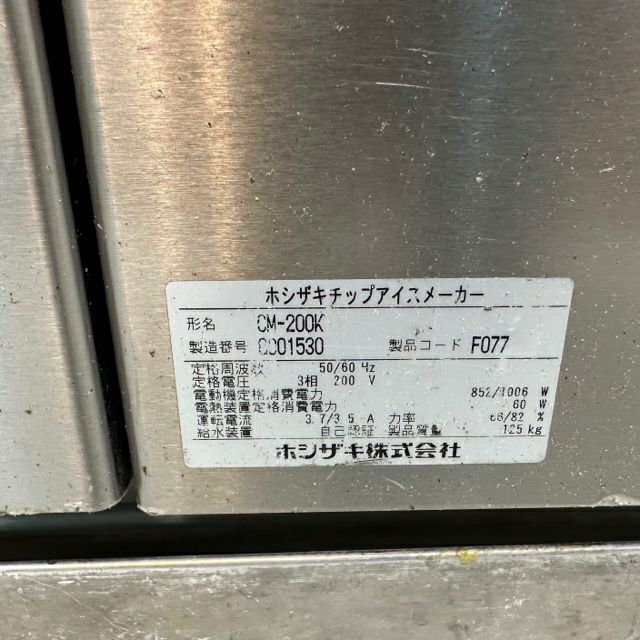 ホシザキチップアイスメーカー
形名 CM-200K
製造番号 製品コード F077
定格周波数 50/60 Hz
定格電圧 3相 200 V
電動機定格消費電力 852/1006 W
電熱装置定格消費電力 60 W
運転電流 3.7/3.5 A 力率 %
給水装置 自己認証 製品質量 125 kg
ホシザキ株式会社